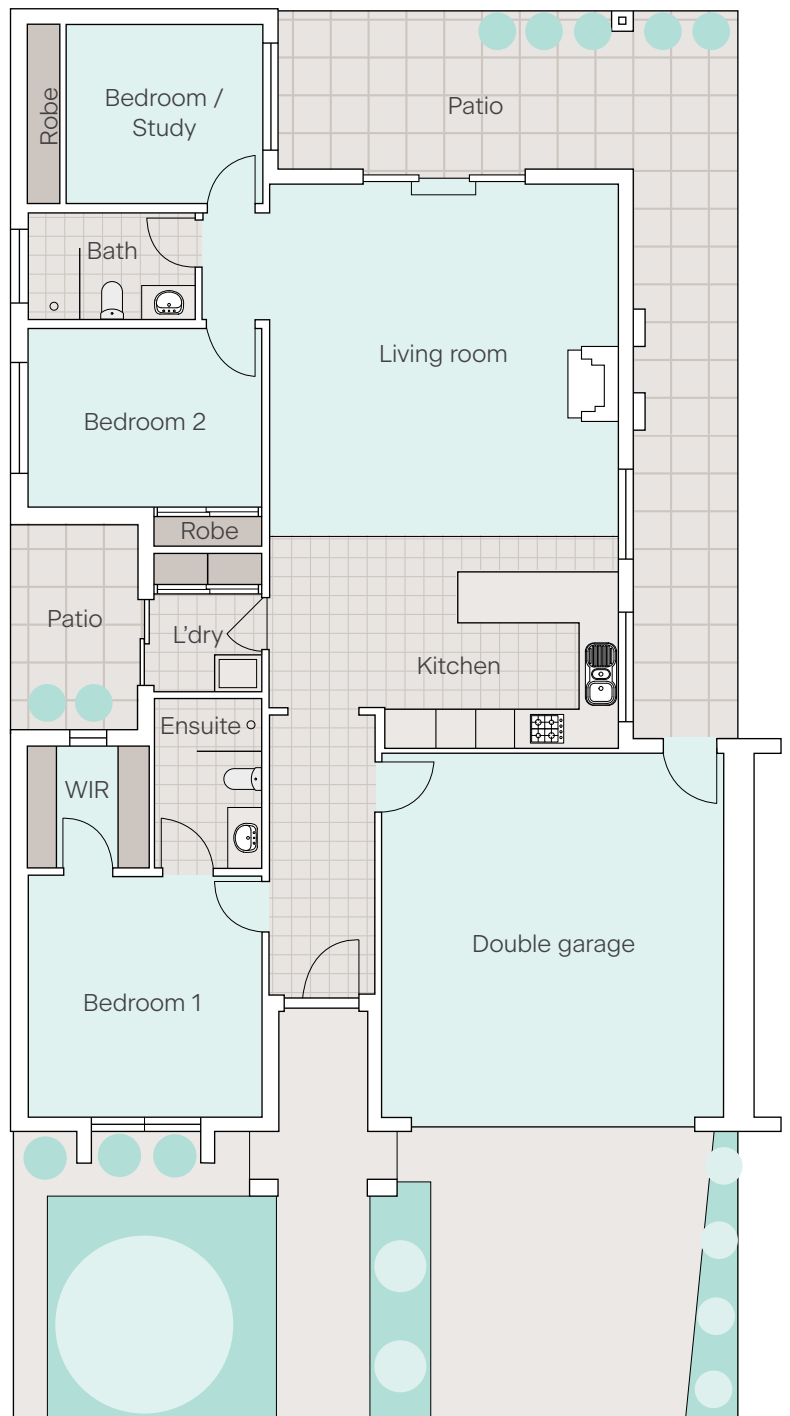 Robe
Bedroom /
Study
Patio
Bath
Living room
Bedroom 2
Robe
Patio
L'dry
Kitchen
Ensuite
WIR
Double garage
Bedroom 1